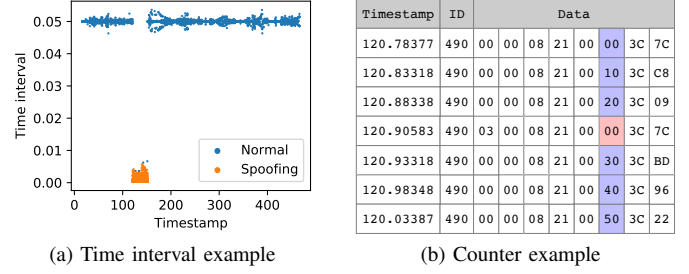 0.05
0.04
0.03
0.02
0.01
0.00
Time interval
Normal
Spoofing
0 100 200 300 400
Timestamp
(a) Time interval example
Timestamp ID Data
120.78377 490 00 00 08 21 00 00 3C 7C
120.83318 490 00 00 08 21 00 10 3C C8
120.88338 490 00 00 08 21 00 20 3C 09
120.90583 490 03 00 08 21 00 00 3C 7C
120.93318 490 00 00 08 21 00 30 3C BD
120.98348 490 00 00 08 21 00 40 3C 96
120.03387 490 00 00 08 21 00 50 3C 22
(b) Counter example